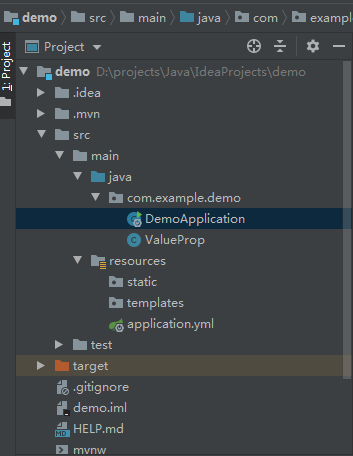 demo src main java com example
1: Project
Project
demo D:\projects\Java\IdeaProjects\demo
.idea
.mvn
src
main
java
com.example.demo
DemoApplication
ValueProp
resources
static
templates
application.yml
test
target
.gitignore
demo.iml
HELP.md
mvnw